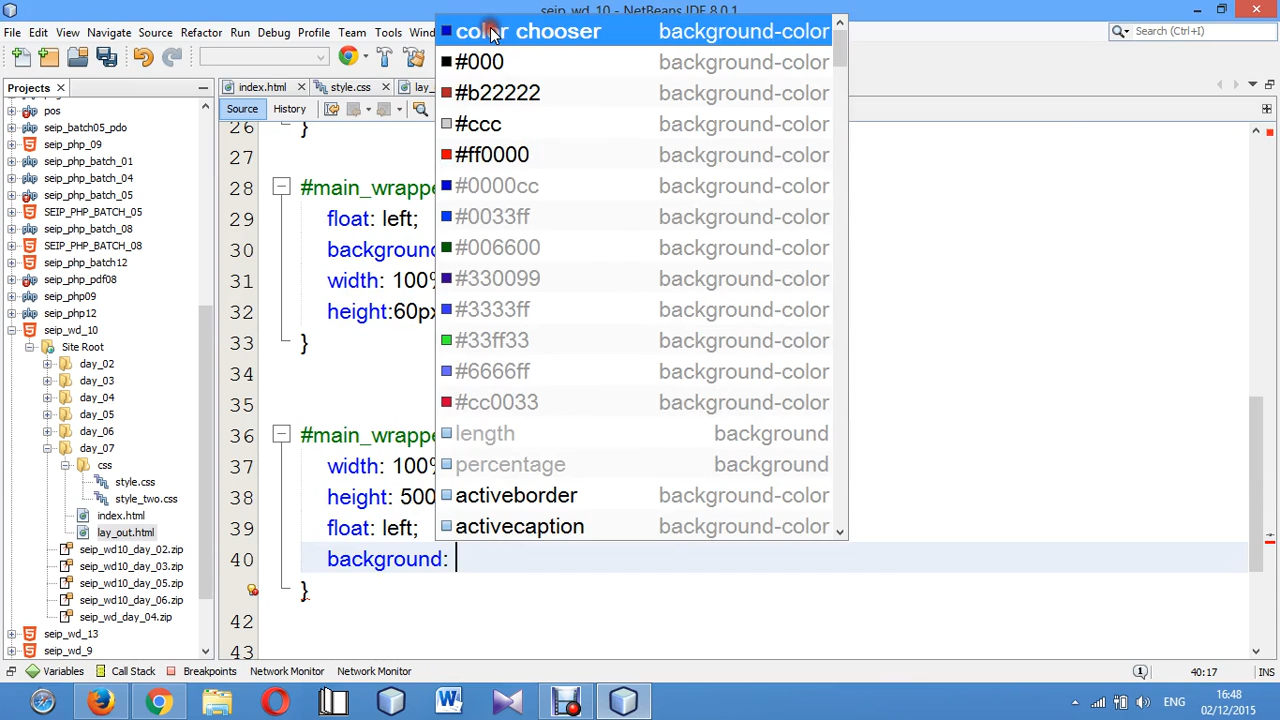 seip_wd_10 - NetBeans IDE 8.0.1
File Edit View Navigate Source Refactor Run Debug Profile Team Tools
Search (Ctrl+I)
Projects
index.html
style.css
Source
History
pos
seip_batch05_pdo
seip_php_09
seip_php_batch_01
seip_php_batch_04
seip_php_batch_05
SEIP_PHP_BATCH_05
seip_php_batch_08
SEIP_PHP_BATCH_08
seip_php_batch12
seip_php_pdf08
seip_php09
seip_php12
seip_wd_10
Site Root
day_02
day_03
day_04
day_05
day_06
day_07
css
style.css
style_two.css
index.html
lay_out.html
seip_wd10_day_02.zip
seip_wd10_day_03.zip
seip_wd10_day_05.zip
seip_wd10_day_06.zip
seip_wd_day_04.zip
seip_wd_13
seip_wd_9
26 }
27
28 #main_wrappe
29 float: left;
30 background
31 width: 100%
32 height:60px
33 }
34
35
36 #main_wrappe
37 width: 100%
38 height: 500
39 float: left;
40 background:
}
42
43
color chooser background-color
#000 background-color
#b22222 background-color
#ccc background-color
#ff0000 background-color
#0000cc background-color
#0033ff background-color
#006600 background-color
#330099 background-color
#3333ff background-color
#33ff33 background-color
#6666ff background-color
#cc0033 background-color
length background
percentage background
activeborder background-color
activecaption background-color
Variables
Call Stack
Breakpoints
Network Monitor
Network Monitor
40:17
INS
ENG
16:48
02/12/2015